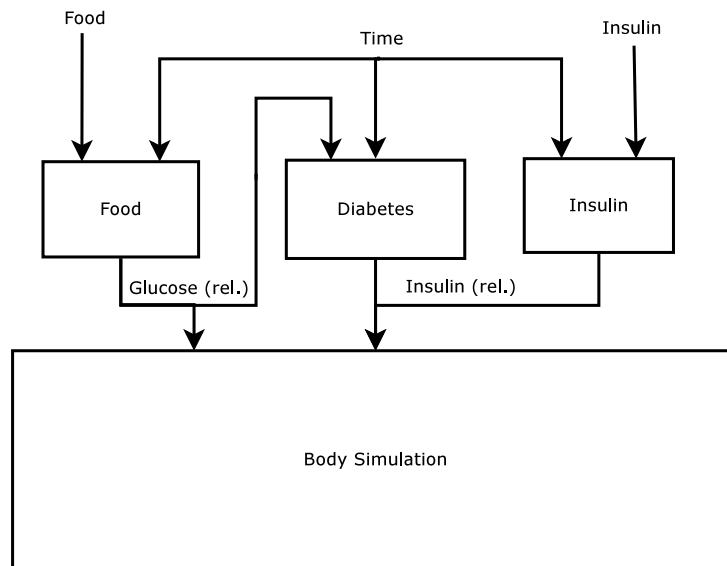 Food
Time
Insulin
Food
Diabetes
Insulin
Glucose (rel.)
Insulin (rel.)
Body Simulation